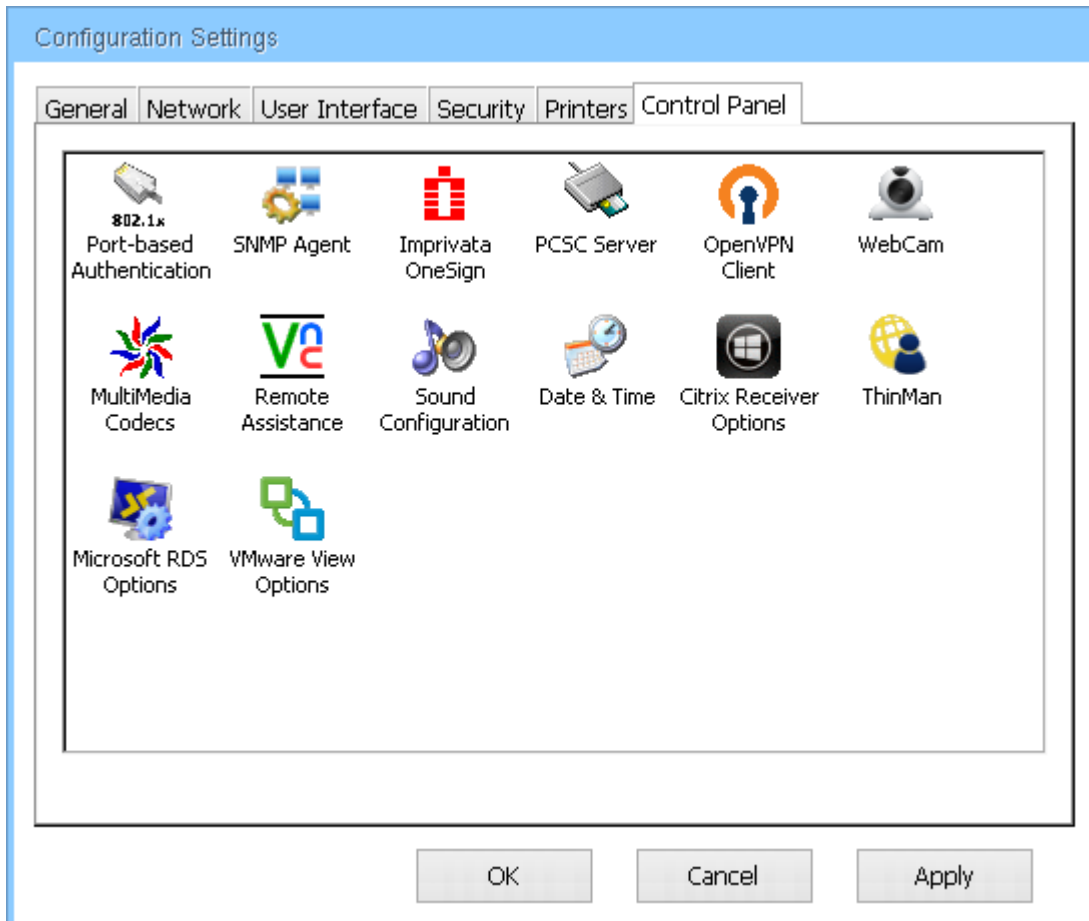 Configuration Settings
General Network User Interface Security Printers Control Panel
802.1x
Port-based
Authentication
SNMP Agent
Imprivata
OneSign
PCSC Server
OpenVPN
Client
WebCam
MultiMedia
Codecs
Vnc
Remote
Assistance
Sound
Configuration
Date & Time
Citrix Receiver
Options
ThinMan
Microsoft RDS
Options
VMware View
Options
OK Cancel Apply